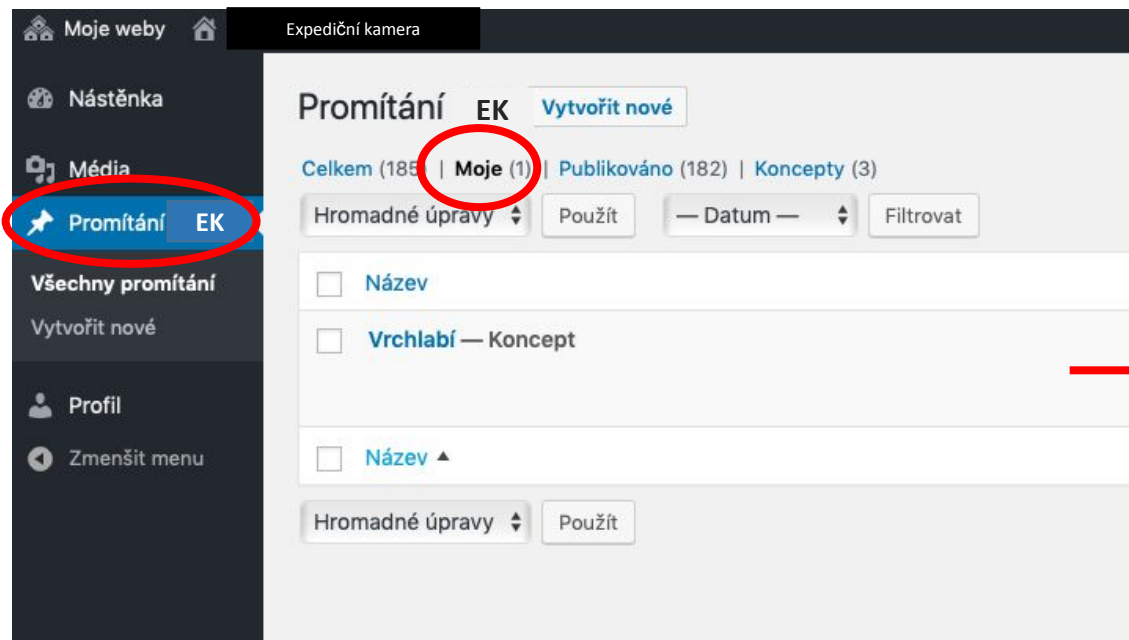 Moje weby Expediční kamera
Nástěnka
Média
Promítání EK
Všechny promítání
Vytvořit nové
Profil
Zmenšit menu
Promítání EK Vytvořit nové
Celkem (185) | Moje (1) | Publikováno (182) | Koncepty (3)
Hromadné úpravy Použít — Datum — Filtrovat
Název
Vrchlabí — Koncept
Název
Hromadné úpravy Použít